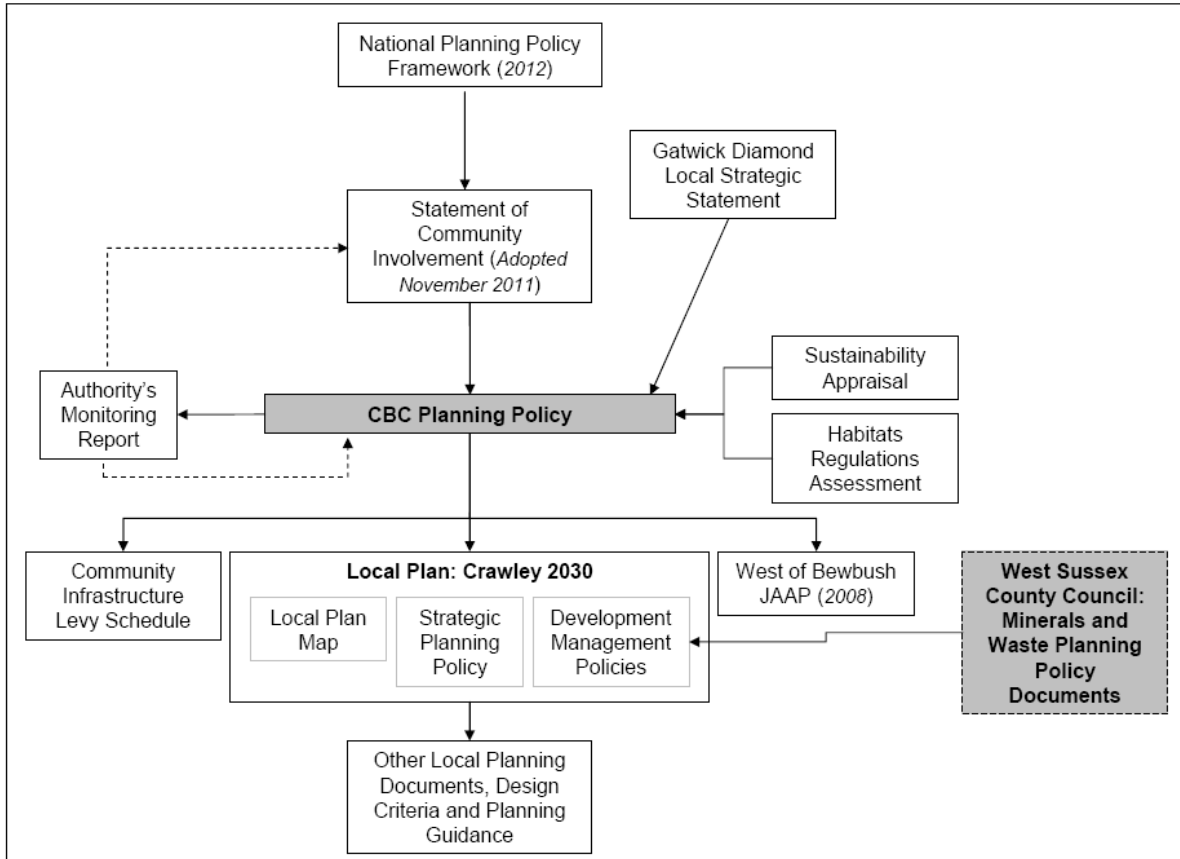 National Planning Policy
Framework (2012)
Gatwick Diamond
Local Strategic
Statement
Statement of
Community
Involvement (Adopted
November 2011)
Sustainability
Appraisal
Authority’s
Monitoring
Report
CBC Planning Policy
Habitats
Regulations
Assessment
Community
Infrastructure
Levy Schedule
Local Plan: Crawley 2030
Local Plan
Map
Strategic
Planning
Policy
Development
Management
Policies
West of Bewbush
JAAP (2008)
West Sussex
County Council:
Minerals and
Waste Planning
Policy
Documents
Other Local Planning
Documents, Design
Criteria and Planning
Guidance